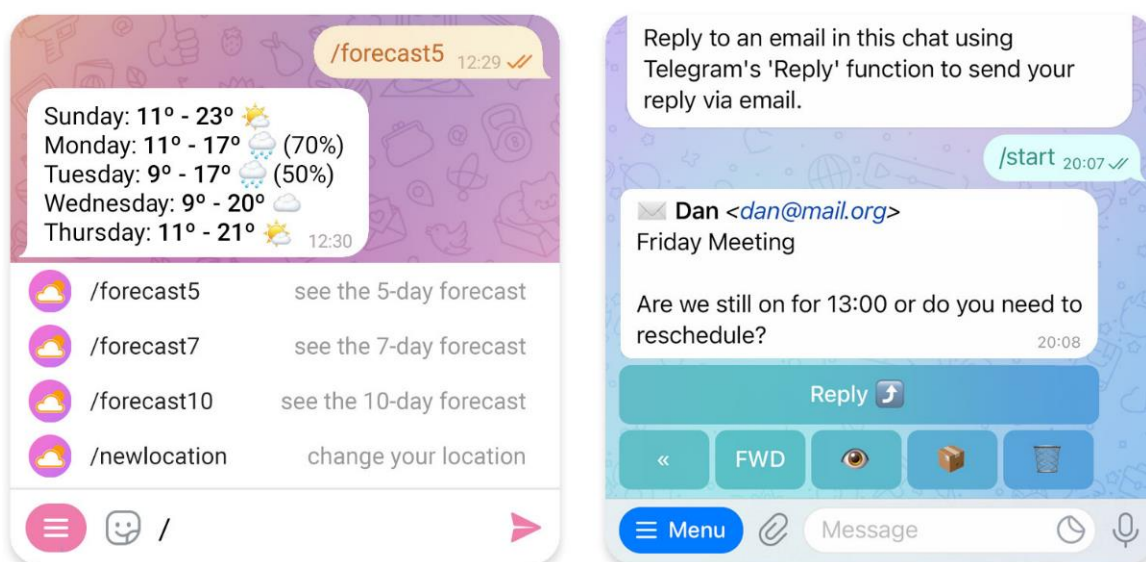 /forecast5 12:29
Sunday: 11º - 23º 🌤️
Monday: 11º - 17º 🌧️ (70%)
Tuesday: 9º - 17º 🌧️ (50%)
Wednesday: 9º - 20º ☁️
Thursday: 11º - 21º 🌤️ 12:30
/forecast5 see the 5-day forecast
/forecast7 see the 7-day forecast
/forecast10 see the 10-day forecast
/newlocation change your location
/
Reply to an email in this chat using
Telegram's 'Reply' function to send your
reply via email.
/start 20:07
✉️ Dan <dan@mail.org>
Friday Meeting
Are we still on for 13:00 or do you need to
reschedule? 20:08
Reply ⤴️
« FWD 👁️ 📦 🗑️
Menu Message